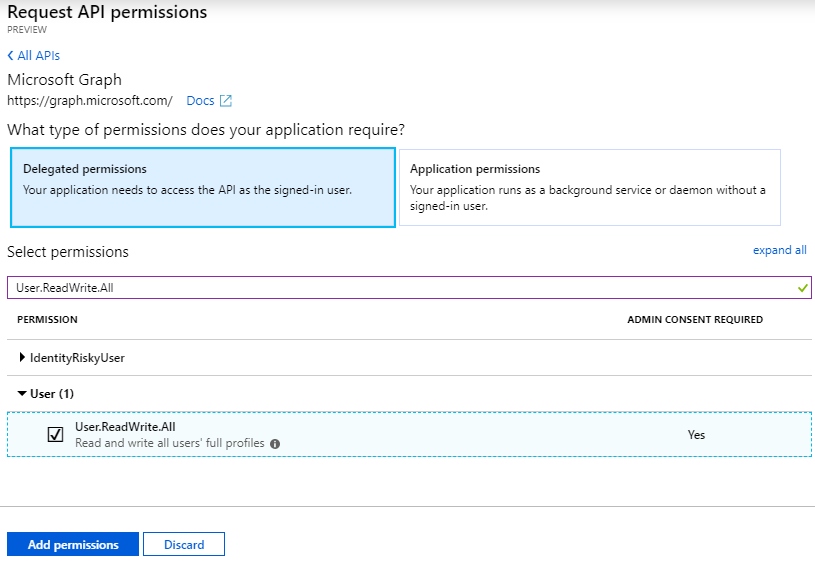 Request API permissions
PREVIEW
All APIs
Microsoft Graph
https://graph.microsoft.com/ Docs
What type of permissions does your application require?
Delegated permissions
Your application needs to access the API as the signed-in user.
Application permissions
Your application runs as a background service or daemon without a
signed-in user.
Select permissions
expand all
User.ReadWrite.All
PERMISSION ADMIN CONSENT REQUIRED
IdentityRiskyUser
User (1)
User.ReadWrite.All
Read and write all users' full profiles
Yes
Add permissions Discard